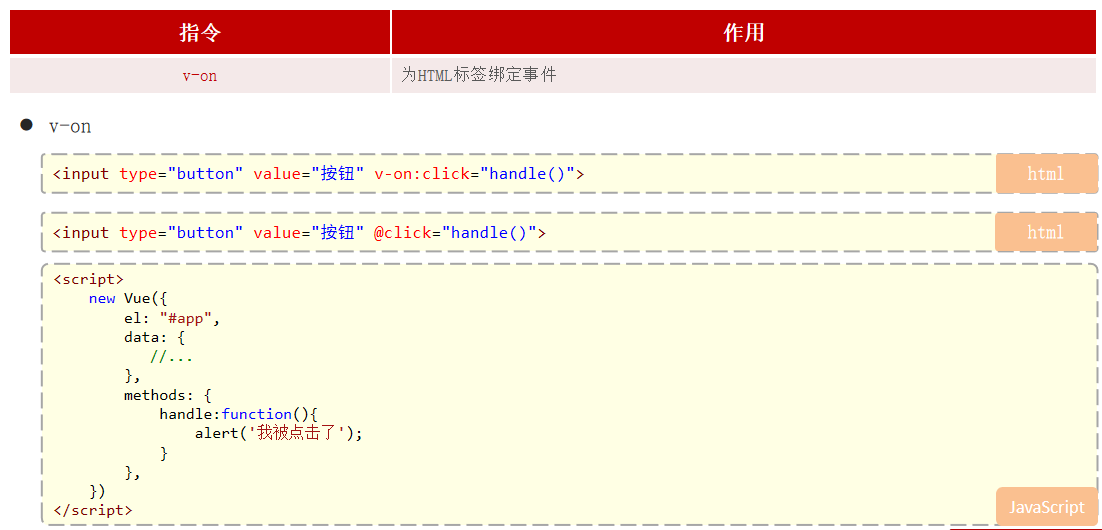 指令 作用
v-on 为HTML标签绑定事件
● v-on
<input type="button" value="按钮" v-on:click="handle()"> html
<input type="button" value="按钮" @click="handle()"> html
<script>
    new Vue({
        el: "#app",
        data: {
           //...
        },
        methods: {
            handle:function(){
                alert('我被点击了');
            }
        },
    })
</script>
JavaScript